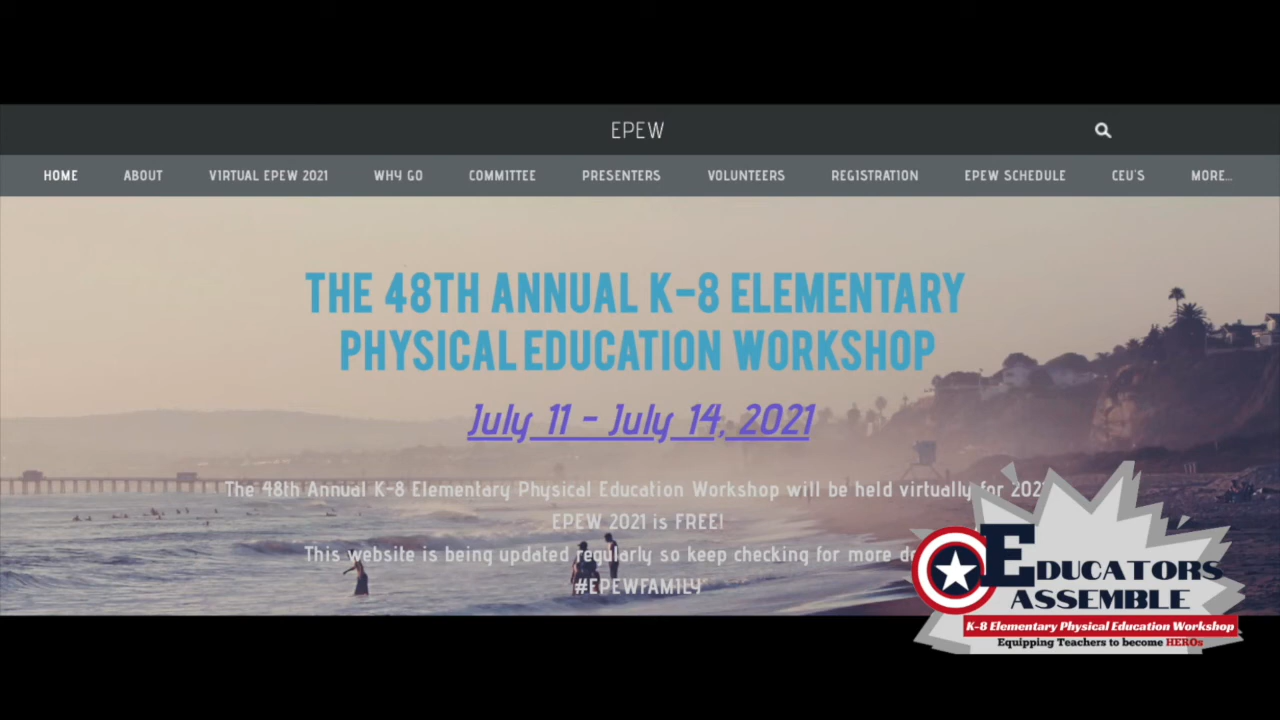 EPEW
HOME ABOUT VIRTUAL EPEW 2021 WHY GO COMMITTEE PRESENTERS VOLUNTEERS REGISTRATION EPEW SCHEDULE CEU'S MORE...
THE 48TH ANNUAL K-8 ELEMENTARY
PHYSICAL EDUCATION WORKSHOP
July 11 - July 14, 2021
The 48th Annual K-8 Elementary Physical Education Workshop will be held virtually for
EPEW 2021 is FREE!
This website is being updated regularly so keep checking for more
#EPEWFAMILY
EDUCATORS
ASSEMBLE
K-8 Elementary Physical Education Workshop
Equipping Teachers to become HEROs